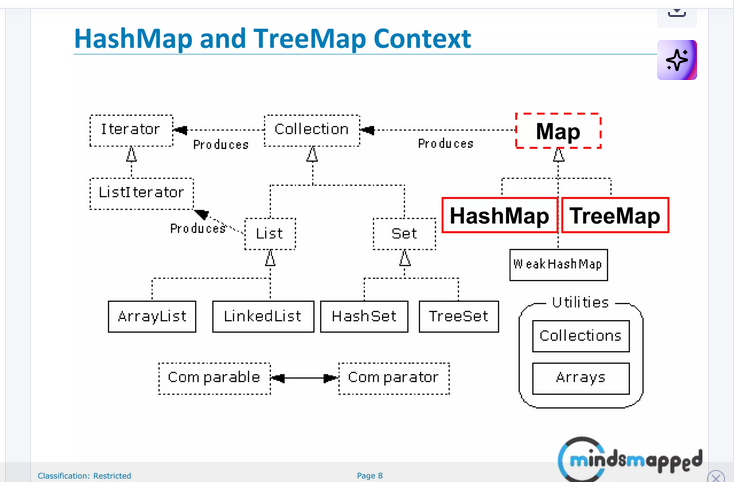 HashMap and TreeMap Context
Iterator
Produces
Collection
Produces
Map
ListIterator
Produces
List
Set
HashMap
TreeMap
WeakHashMap
ArrayList
LinkedList
HashSet
TreeSet
Utilities
Collections
Arrays
Comparable
Comparator
mindsmapped
Classification: Restricted
Page 8